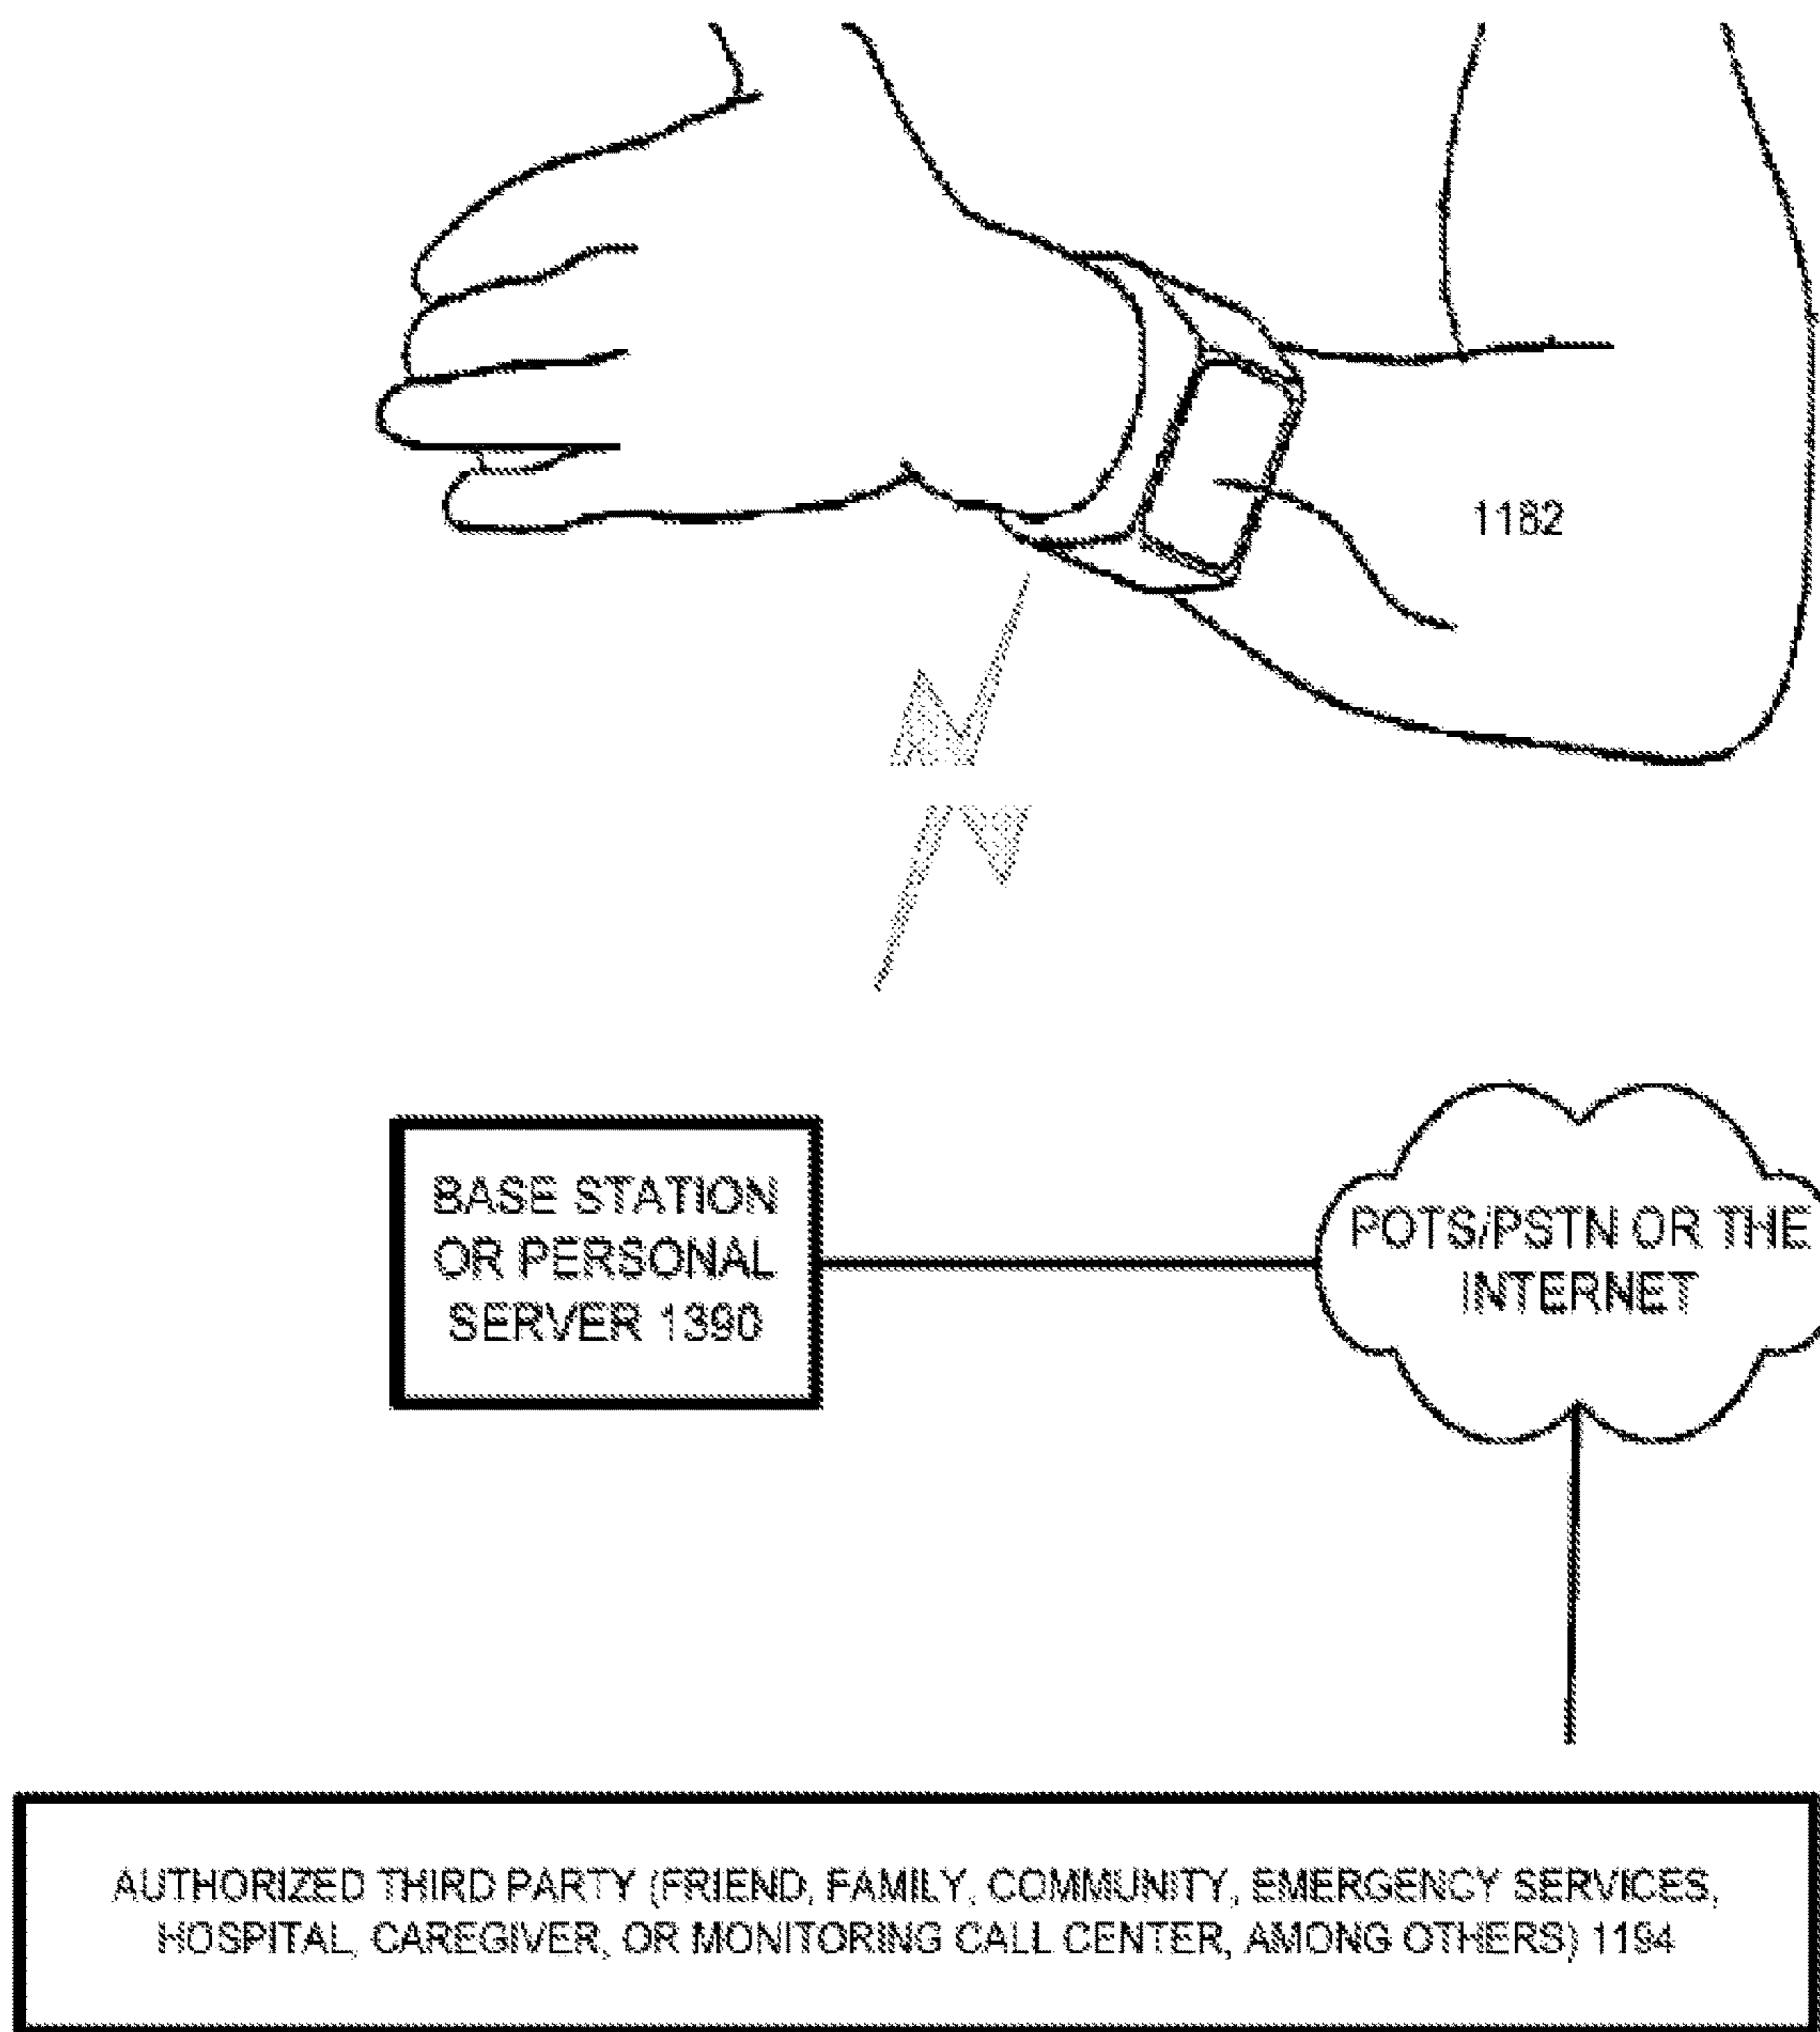 1182
BASE STATION
OR PERSONAL
SERVER 1390
POTS/PSTN OR THE
INTERNET
AUTHORIZED THIRD PARTY (FRIEND, FAMILY, COMMUNITY, EMERGENCY SERVICES,
HOSPITAL, CAREGIVER, OR MONITORING CALL CENTER, AMONG OTHERS) 1194